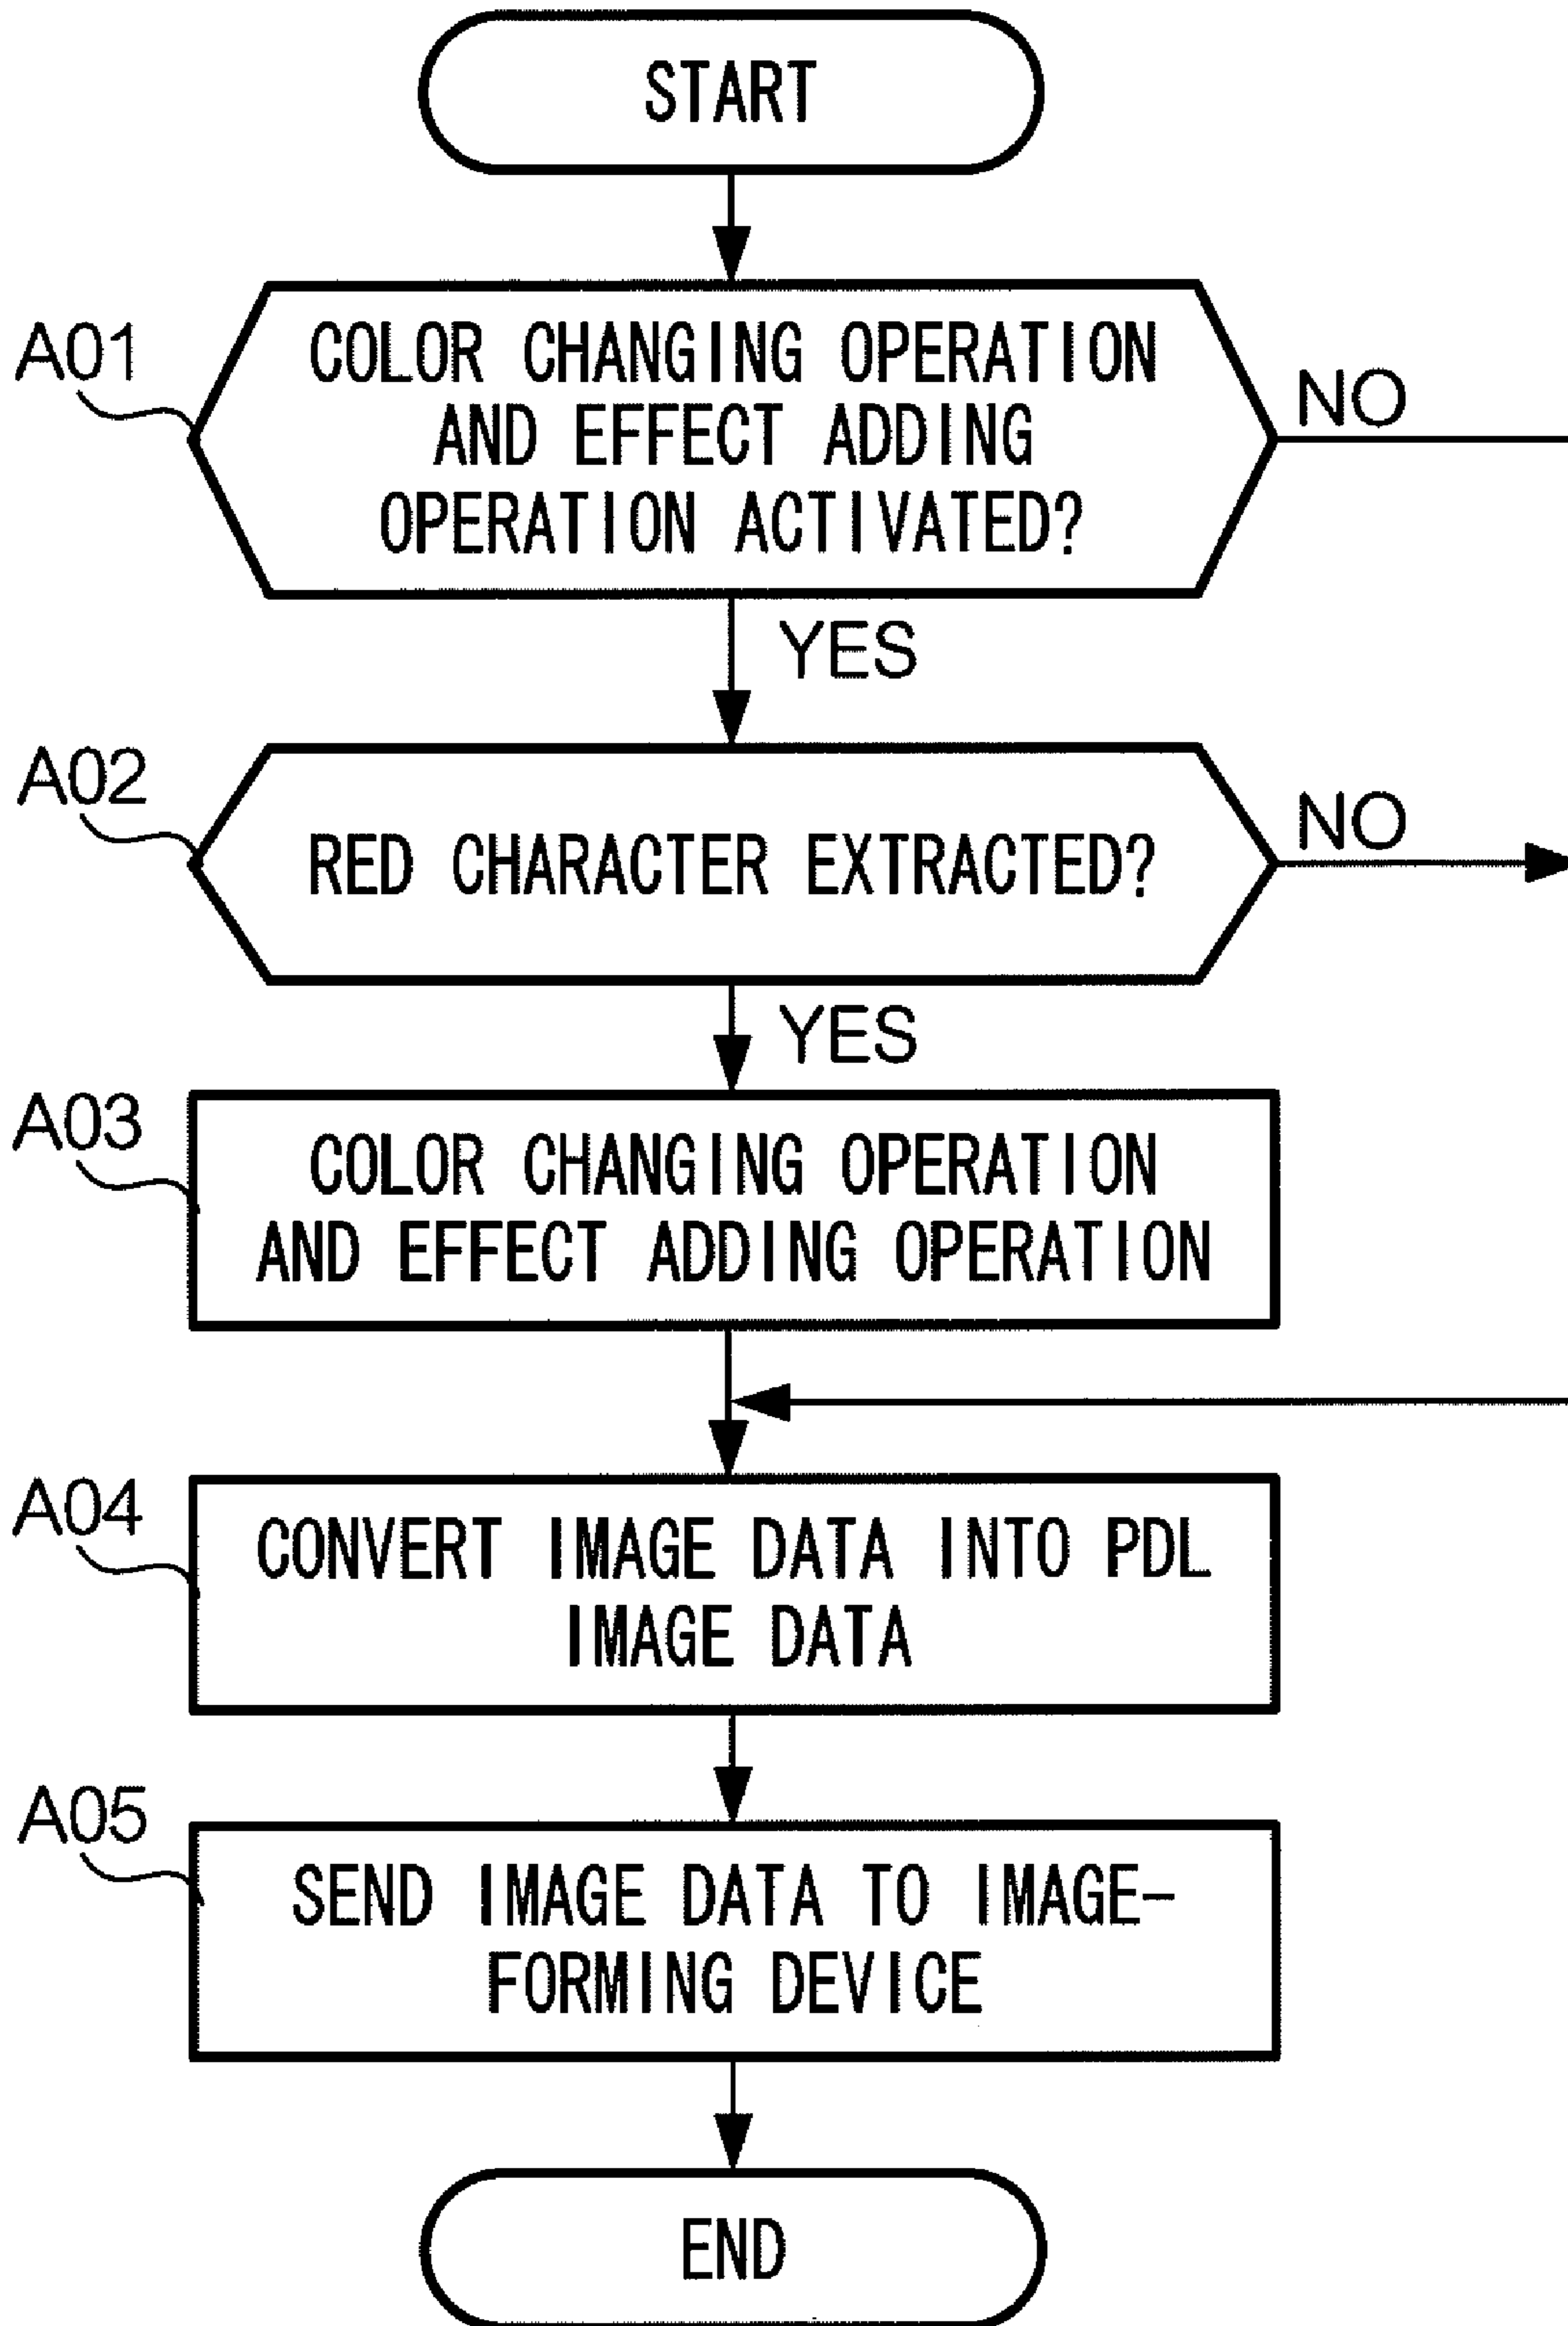 START
A01
COLOR CHANGING OPERATION
AND EFFECT ADDING
OPERATION ACTIVATED?
NO
YES
A02
RED CHARACTER EXTRACTED?
NO
YES
A03
COLOR CHANGING OPERATION
AND EFFECT ADDING OPERATION
A04
CONVERT IMAGE DATA INTO PDL
IMAGE DATA
A05
SEND IMAGE DATA TO IMAGE-
FORMING DEVICE
END